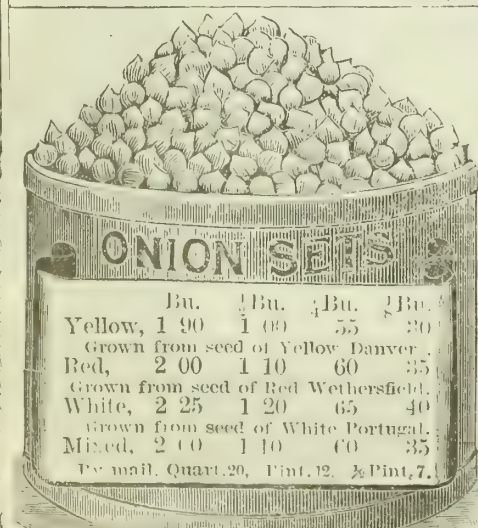 ONION SETS
Bu. ½Bu. ¼Bu. ⅛Bu.
Yellow, 1 90 1 00 55 30
Grown from seed of Yellow Danver
Red, 2 00 1 10 60 35
Grown from seed of Red Wethersfield.
White, 2 25 1 20 65 40
Grown from seed of White Portugal.
Mixed, 2 00 1 10 60 35
By mail. Quart. 20, Pint. 12. ½ Pint, 7.